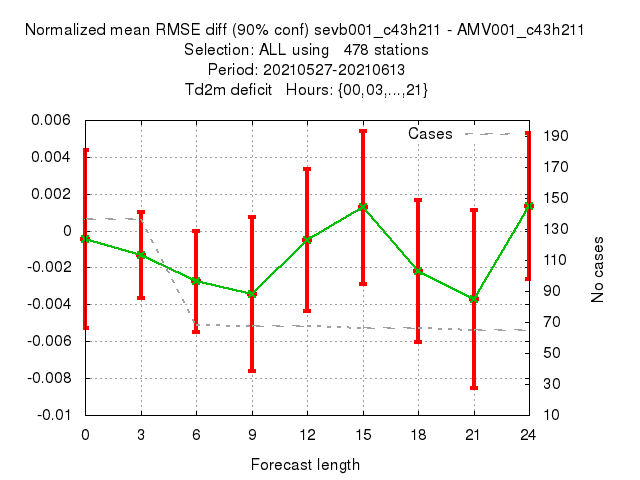 Normalized mean RMSE diff (90% conf) sevb001_c43h211 - AMV001_c43h211
Selection: ALL using   478 stations
Period: 20210527-20210613
Td2m deficit   Hours: {00,03,...,21}
Cases
0.006
0.004
0.002
0
-0.002
-0.004
-0.006
-0.008
-0.01
190
170
150
130
110
90
70
50
30
10
No cases
0 3 6 9 12 15 18 21 24
Forecast length